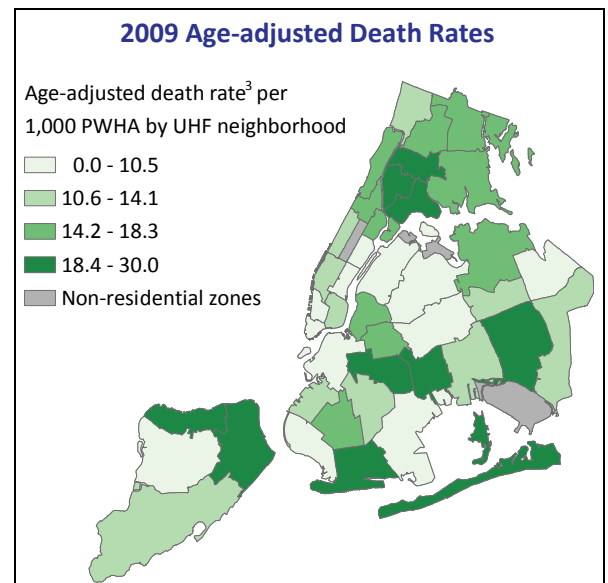 2009 Age-adjusted Death Rates
Age-adjusted death rate³ per
1,000 PWHA by UHF neighborhood
0.0 - 10.5
10.6 - 14.1
14.2 - 18.3
18.4 - 30.0
Non-residential zones